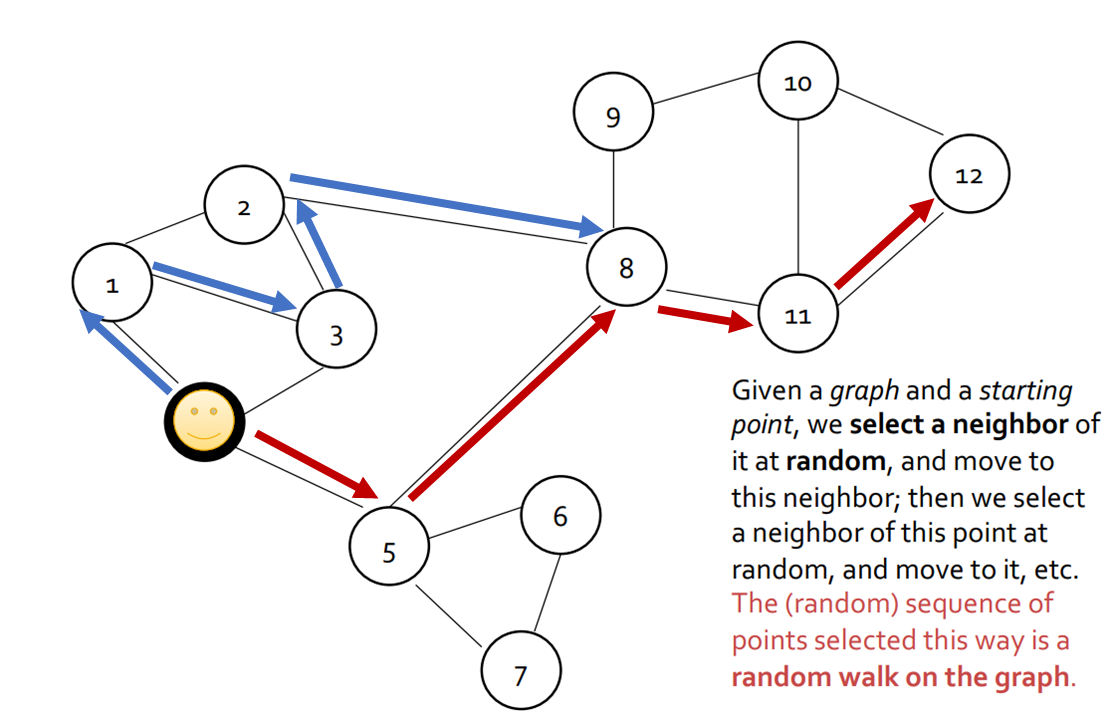 10
9
12
2
8
1
11
3
Given a graph and a starting
point, we select a neighbor of
it at random, and move to
this neighbor; then we select
a neighbor of this point at
random, and move to it, etc.
The (random) sequence of
points selected this way is a
random walk on the graph.
6
5
7